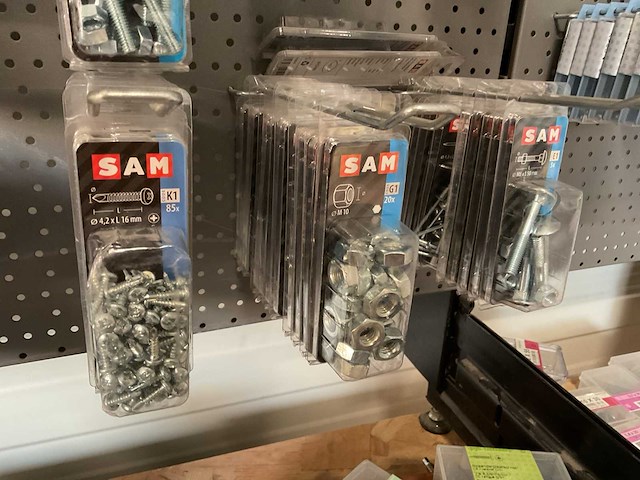 SAM
K1
85x
Ø 4,2 x L 16 mm
SAM
G1
20x
Ø M 10
SAM